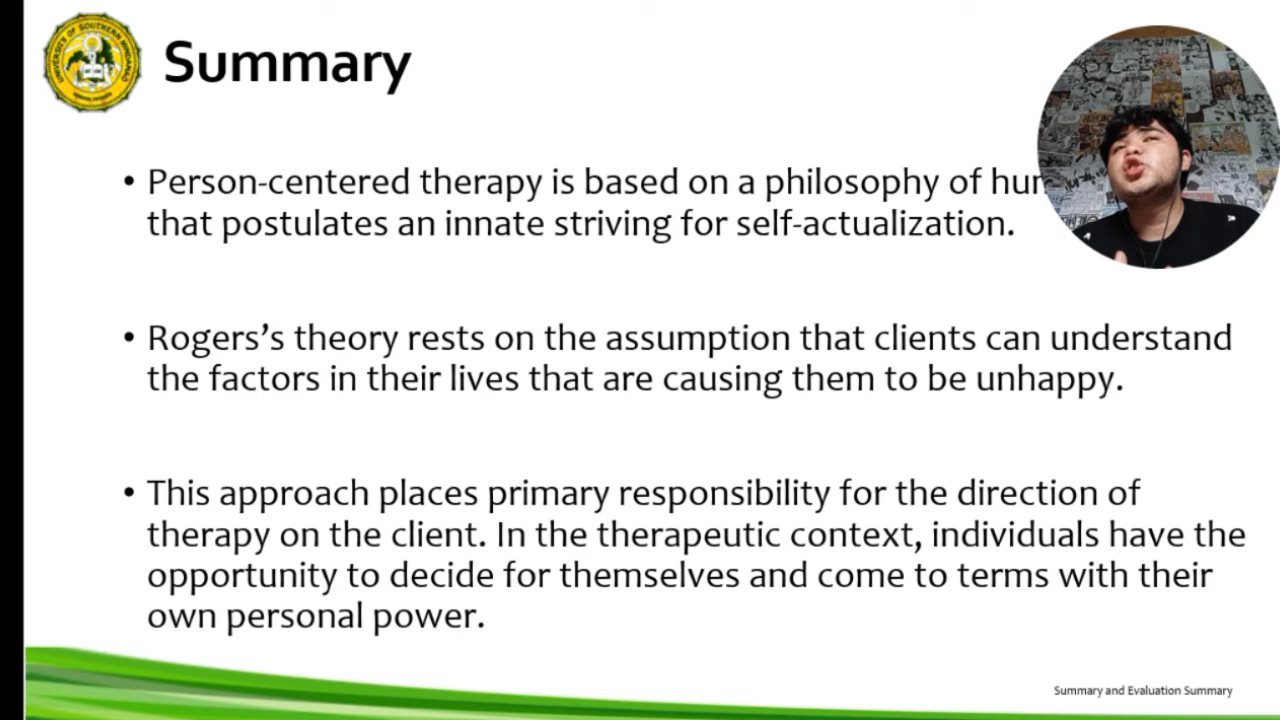 Summary
• Person-centered therapy is based on a philosophy of
that postulates an innate striving for self-actualization.
• Rogers’s theory rests on the assumption that clients can understand
the factors in their lives that are causing them to be unhappy.
• This approach places primary responsibility for the direction of
therapy on the client. In the therapeutic context, individuals have the
opportunity to decide for themselves and come to terms with their
own personal power.
Summary and Evaluation Summary
UNIVERSITY OF SOUTHERN MINDANAO